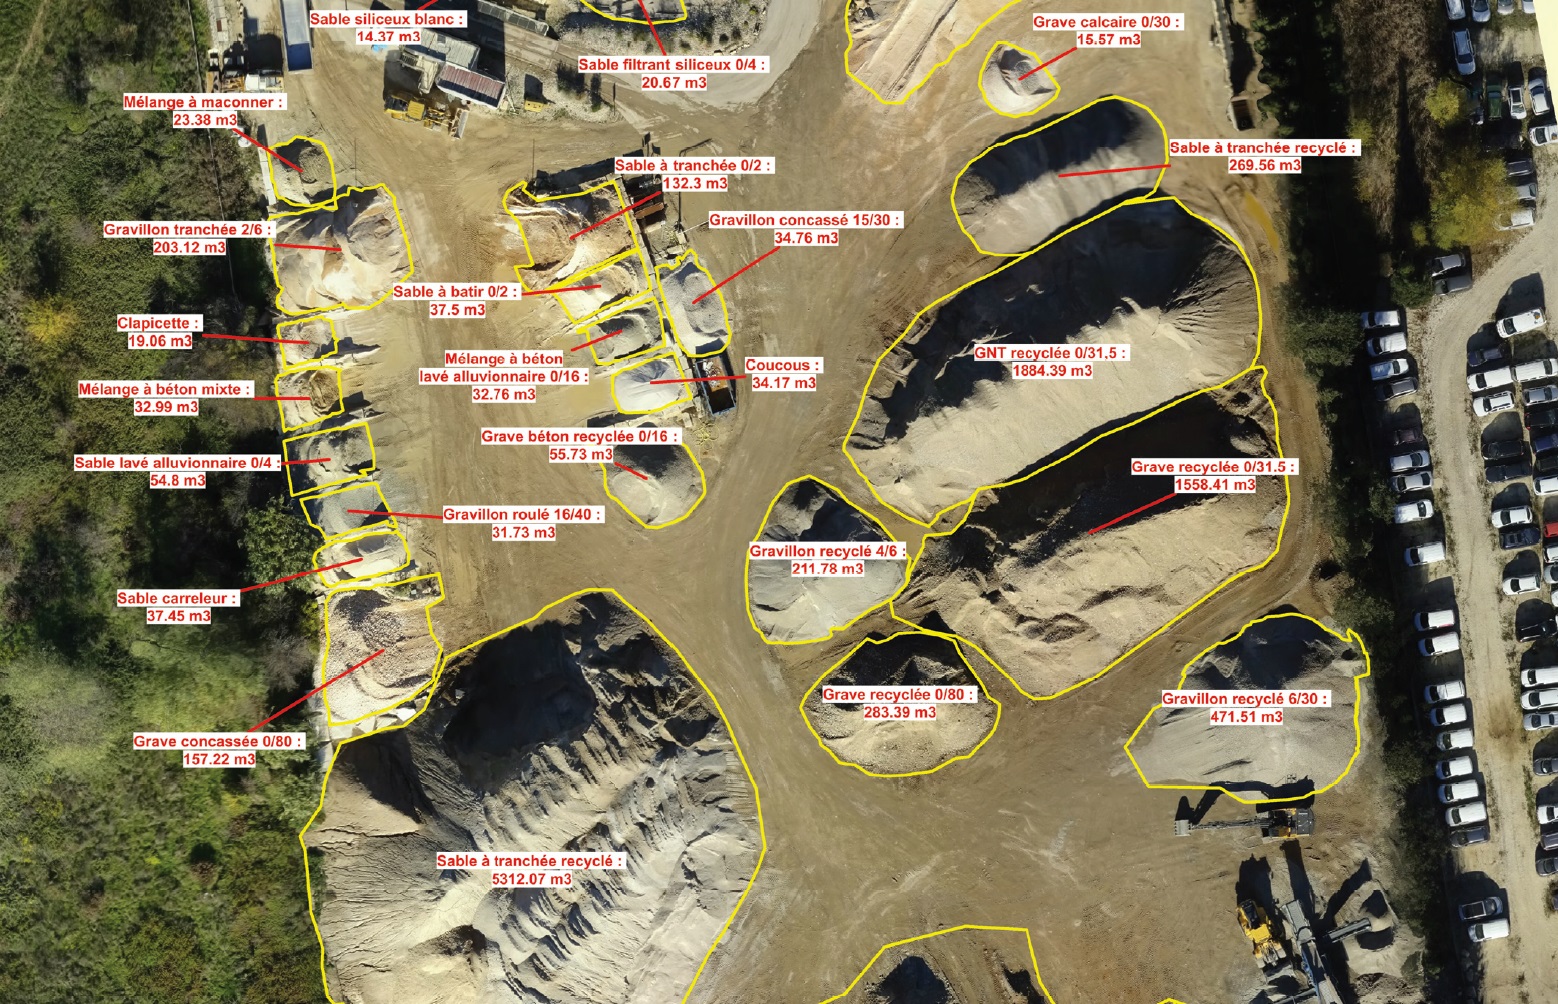 Sable siliceux blanc :
14.37 m3
Grave calcaire 0/30 :
15.57 m3
Sable filtrant siliceux 0/4 :
20.67 m3
Mélange à maconner :
23.38 m3
Sable à tranchée recyclé :
269.56 m3
Sable à tranchée 0/2 :
132.3 m3
Gravillon tranchée 2/6 :
203.12 m3
Gravillon concassé 15/30 :
34.76 m3
Sable à batir 0/2 :
37.5 m3
Clapicette :
19.06 m3
Mélange à béton
lavé alluvionnaire 0/16 :
32.76 m3
GNT recyclée 0/31,5 :
1884.39 m3
Coucous :
34.17 m3
Mélange à béton mixte :
32.99 m3
Grave béton recyclée 0/16 :
55.73 m3
Sable lavé alluvionnaire 0/4 :
54.8 m3
Grave recyclée 0/31.5 :
1558.41 m3
Gravillon roulé 16/40 :
31.73 m3
Gravillon recyclé 4/6 :
211.78 m3
Sable carreleur :
37.45 m3
Grave recyclée 0/80 :
283.39 m3
Gravillon recyclé 6/30 :
471.51 m3
Grave concassée 0/80 :
157.22 m3
Sable à tranchée recyclé :
5312.07 m3